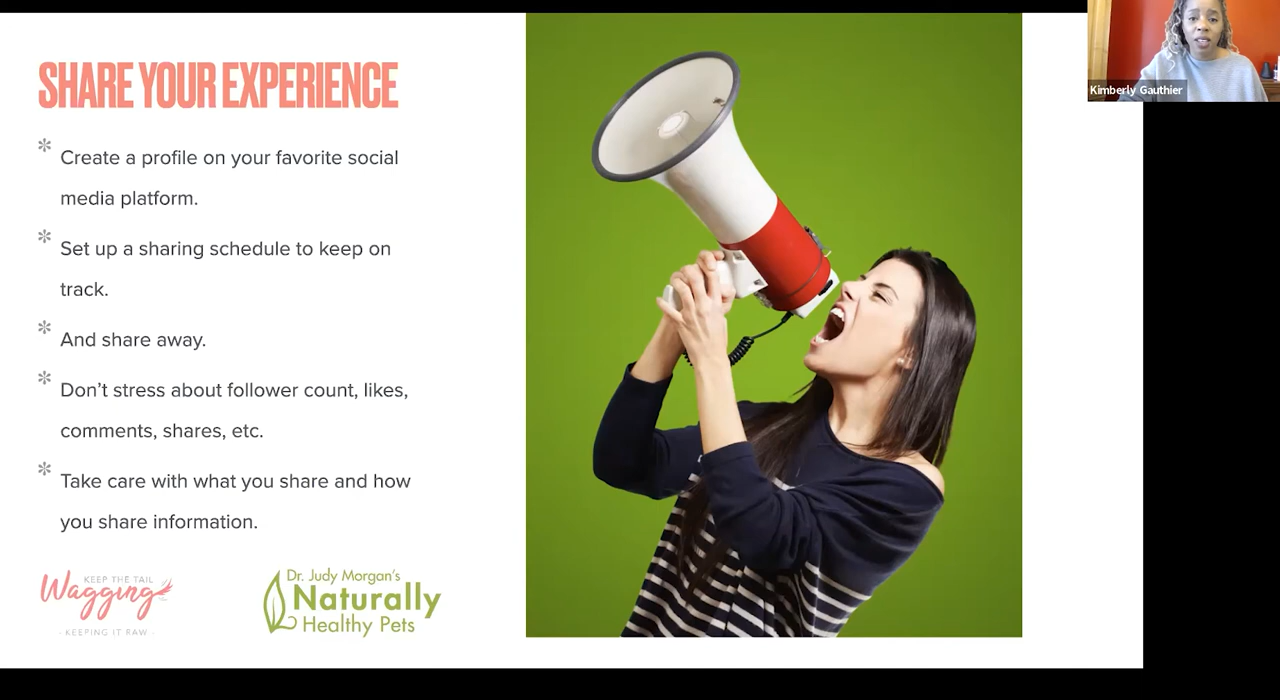 SHARE YOUR EXPERIENCE
* Create a profile on your favorite social
media platform.
* Set up a sharing schedule to keep on
track.
* And share away.
* Don’t stress about follower count, likes,
comments, shares, etc.
* Take care with what you share and how
you share information.
KEEP THE TAIL
Wagging
- KEEPING IT RAW -
Dr. Judy Morgan's
Naturally
Healthy Pets
Kimberly Gauthier